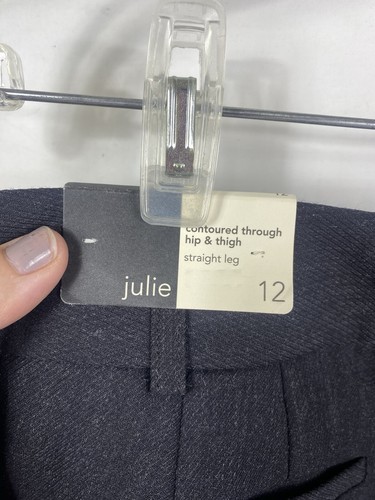 contoured through
hip & thigh
straight leg
julie
12